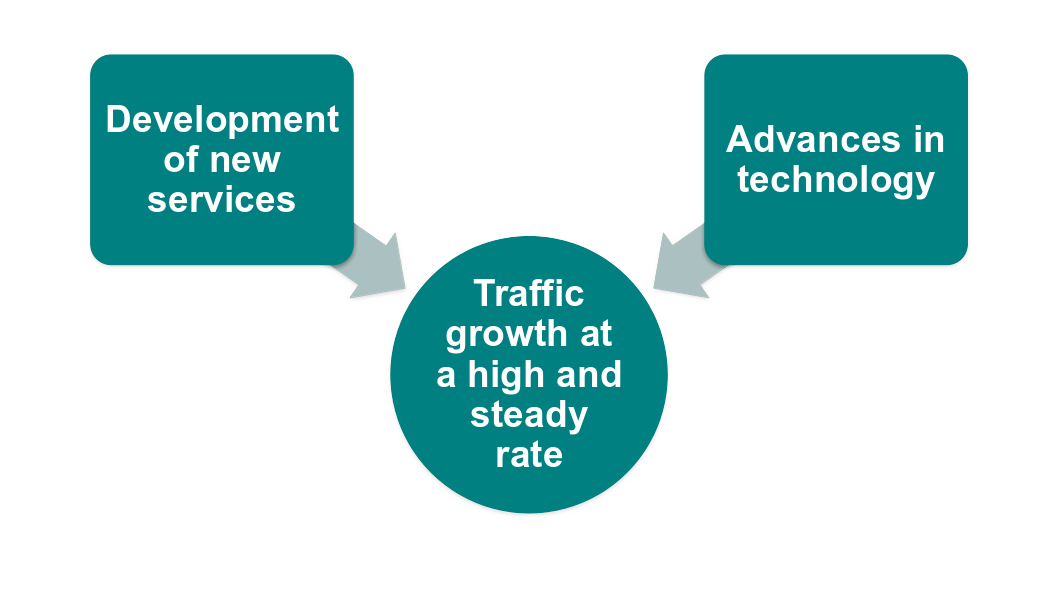 Development
of new
services
Advances in
technology
Traffic
growth at
a high and
steady
rate